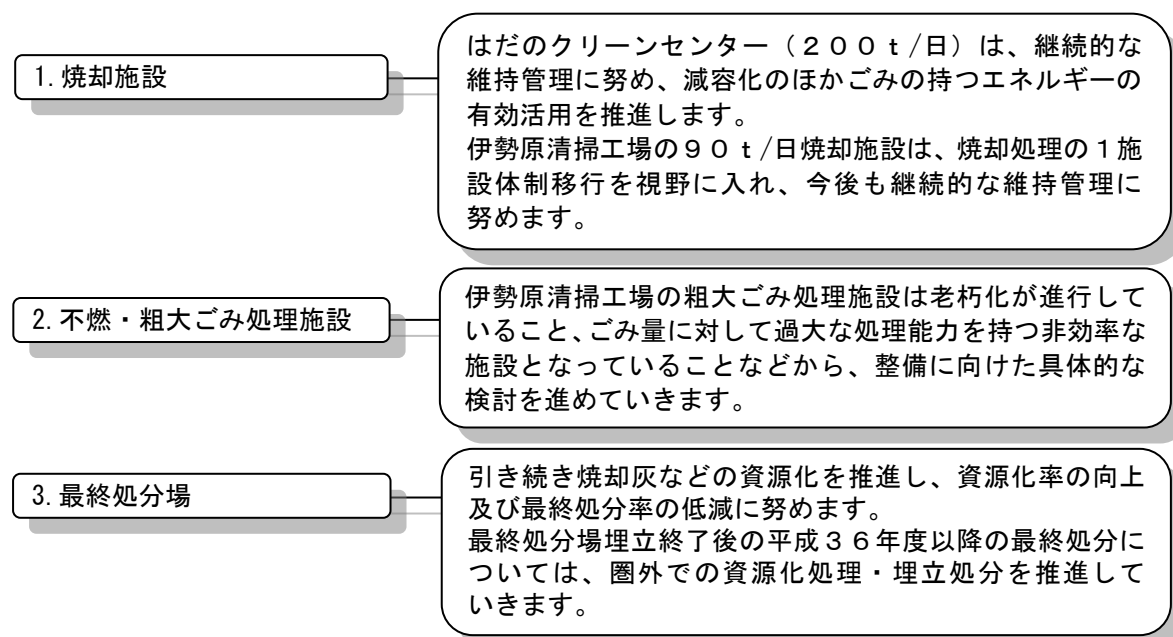 1.焼却施設
はだのクリーンセンター（２００ｔ/日）は、継続的な
維持管理に努め、減容化のほかごみの持つエネルギーの
有効活用を推進します。
伊勢原清掃工場の９０ｔ/日焼却施設は、焼却処理の１施
設体制移行を視野に入れ、今後も継続的な維持管理に
努めます。
2.不燃・粗大ごみ処理施設
伊勢原清掃工場の粗大ごみ処理施設は老朽化が進行して
いること、ごみ量に対して過大な処理能力を持つ非効率な
施設となっていることなどから、整備に向けた具体的な
検討を進めていきます。
3.最終処分場
引き続き焼却灰などの資源化を推進し、資源化率の向上
及び最終処分率の低減に努めます。
最終処分場埋立終了後の平成３６年度以降の最終処分に
ついては、圏外での資源化処理・埋立処分を推進して
いきます。